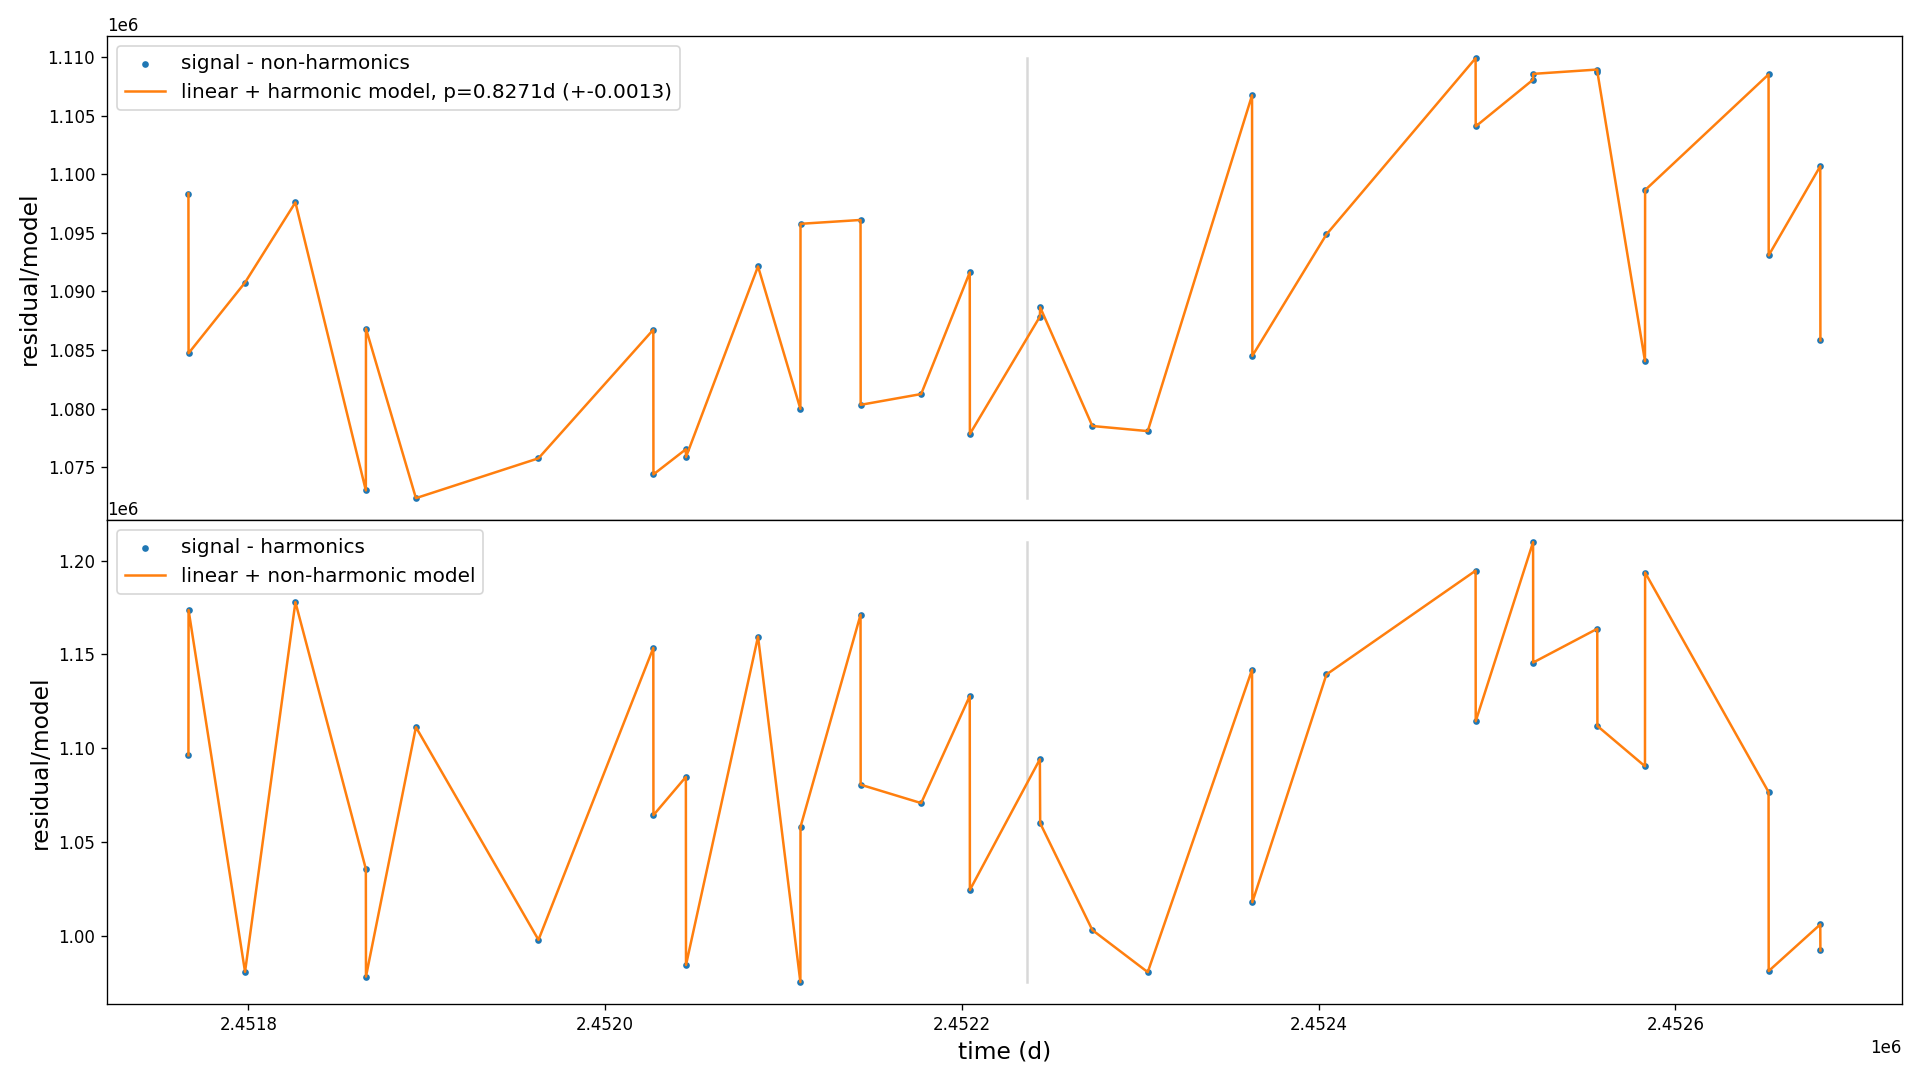 1e6
signal - non-harmonics
linear + harmonic model, p=0.8271d (+-0.0013)
1.110
1.105
1.100
1.095
1.090
1.085
1.080
1.075
residual/model
1e6
signal - harmonics
linear + non-harmonic model
1.20
1.15
1.10
1.05
1.00
residual/model
2.4518
2.4520
2.4522
2.4524
2.4526
time (d)
1e6